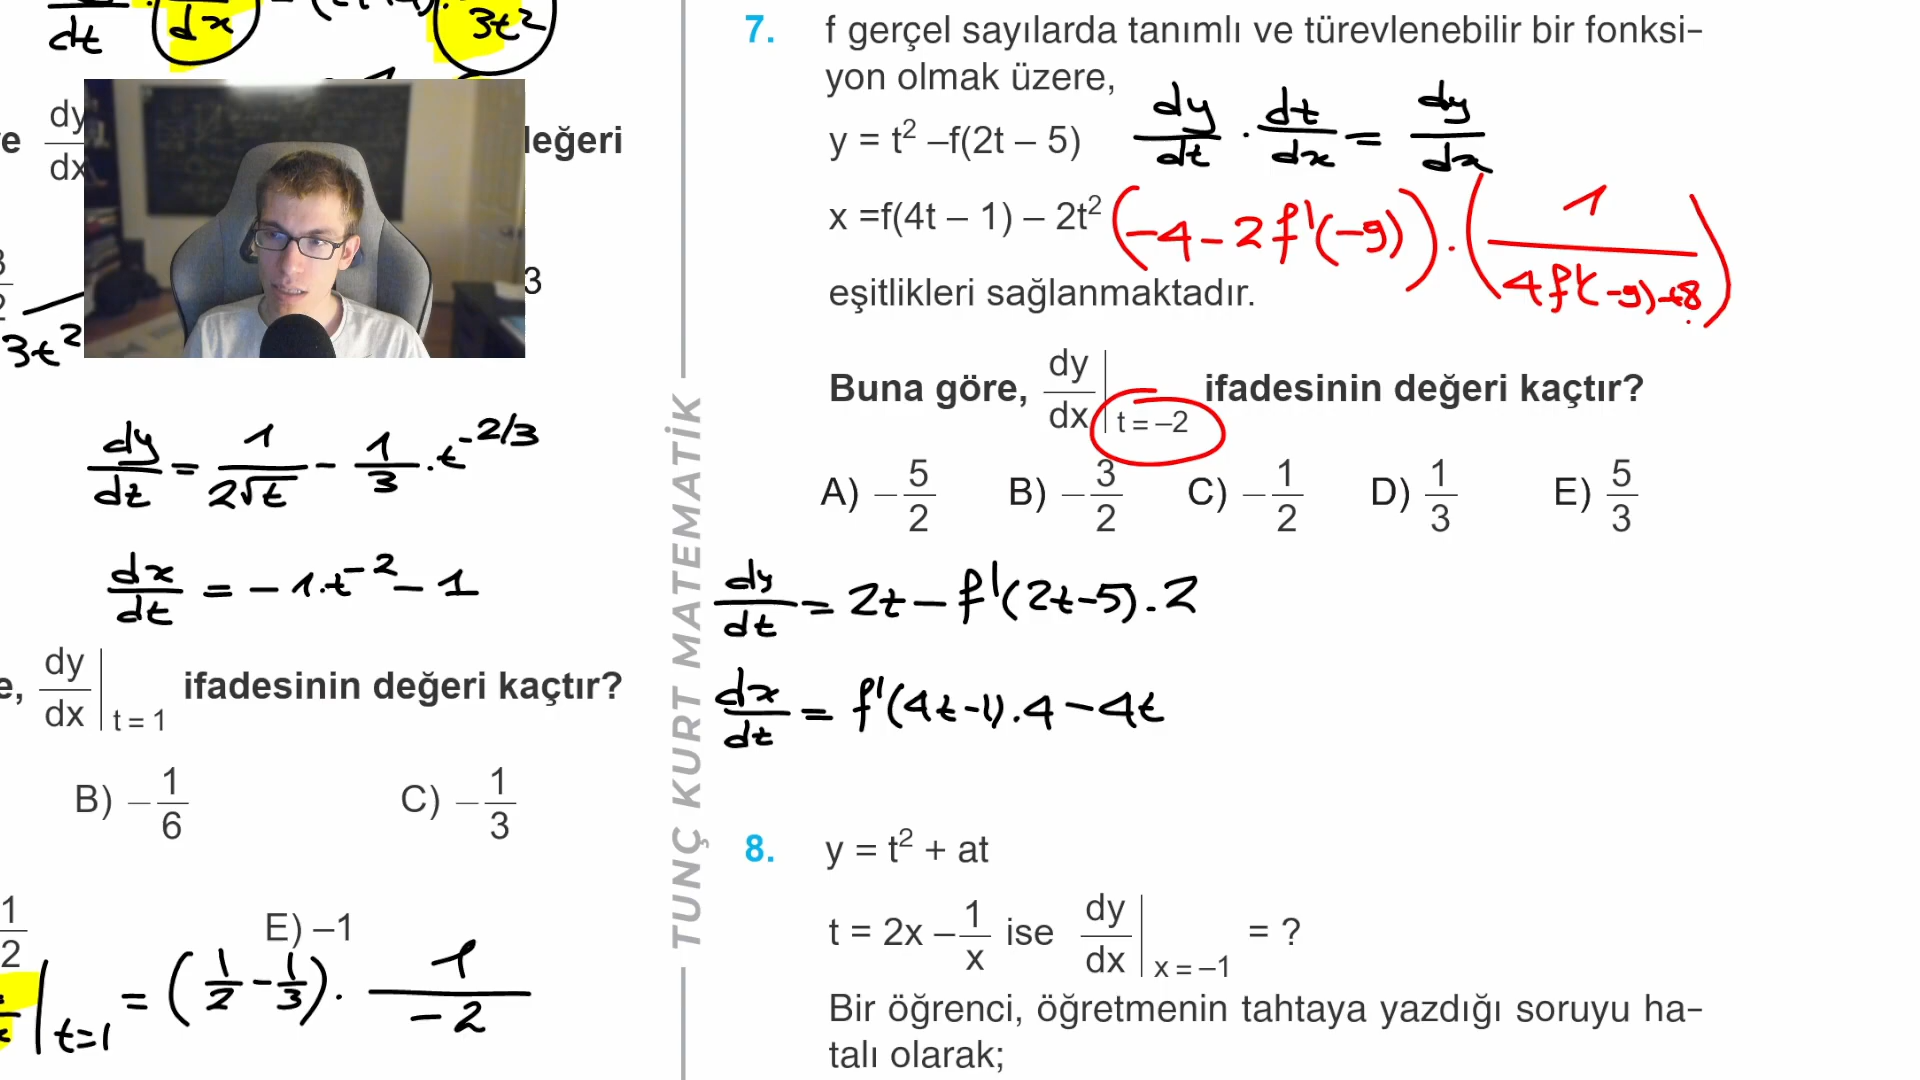 dt dx 3t²
e dy/dx değeri
3
3t²
dy/dt = 1/(2√t) - 1/3 . t^(-2/3)
dx/dt = -1.t⁻² - 1
e, dy/dx | t = 1 ifadesinin değeri kaçtır?
B) –1/6 C) –1/3
1/2 E) –1
| t=1 = (1/2 - 1/3) . 1/-2
TUNÇ KURT MATEMATİK
7. f gerçel sayılarda tanımlı ve türevlenebilir bir fonksi–
yon olmak üzere,
y = t² –f(2t – 5) dy/dt . dt/dx = dy/dx
x =f(4t – 1) – 2t² (-4-2f'(-9)) . (1/(4f'(-9)+8))
eşitlikleri sağlanmaktadır.
Buna göre, dy/dx | t = –2 ifadesinin değeri kaçtır?
A) –5/2 B) –3/2 C) –1/2 D) 1/3 E) 5/3
dy/dt = 2t - f'(2t-5).2
dx/dt = f'(4t-1).4 - 4t
8. y = t² + at
t = 2x – 1/x ise dy/dx | x = –1 = ?
Bir öğrenci, öğretmenin tahtaya yazdığı soruyu ha–
talı olarak;